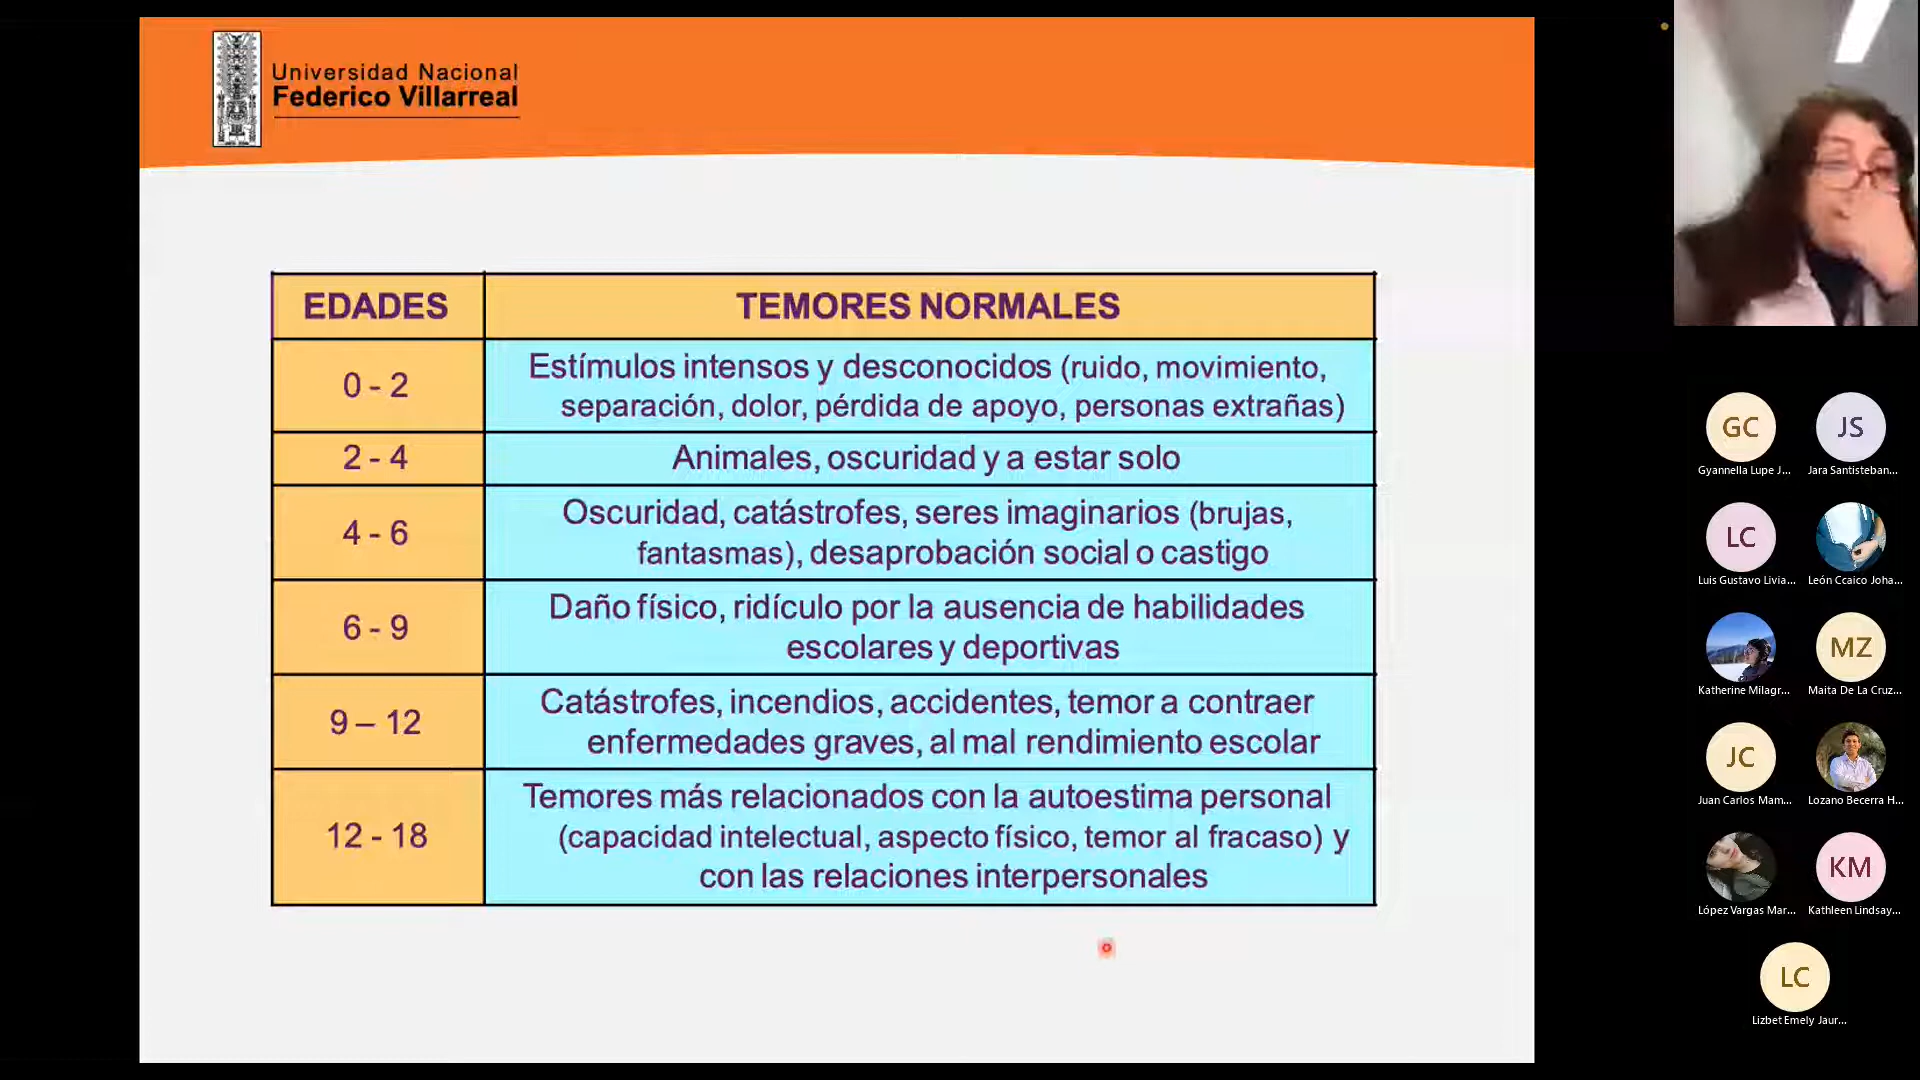 Universidad Nacional
Federico Villarreal
EDADES
TEMORES NORMALES
0 - 2
Estímulos intensos y desconocidos (ruido, movimiento,
separación, dolor, pérdida de apoyo, personas extrañas)
2 - 4
Animales, oscuridad y a estar solo
4 - 6
Oscuridad, catástrofes, seres imaginarios (brujas,
fantasmas), desaprobación social o castigo
6 - 9
Daño físico, ridículo por la ausencia de habilidades
escolares y deportivas
9 – 12
Catástrofes, incendios, accidentes, temor a contraer
enfermedades graves, al mal rendimiento escolar
12 - 18
Temores más relacionados con la autoestima personal
(capacidad intelectual, aspecto físico, temor al fracaso) y
con las relaciones interpersonales
GC
JS
Gyannella Lupe J...
Jara Santisteban...
LC
Luis Gustavo Livia...
León Ccaico Joha...
MZ
Katherine Milagr...
Maita De La Cruz...
JC
Juan Carlos Mam...
Lozano Becerra H...
KM
López Vargas Mar...
Kathleen Lindsay...
LC
Lizbet Emely Jaur...